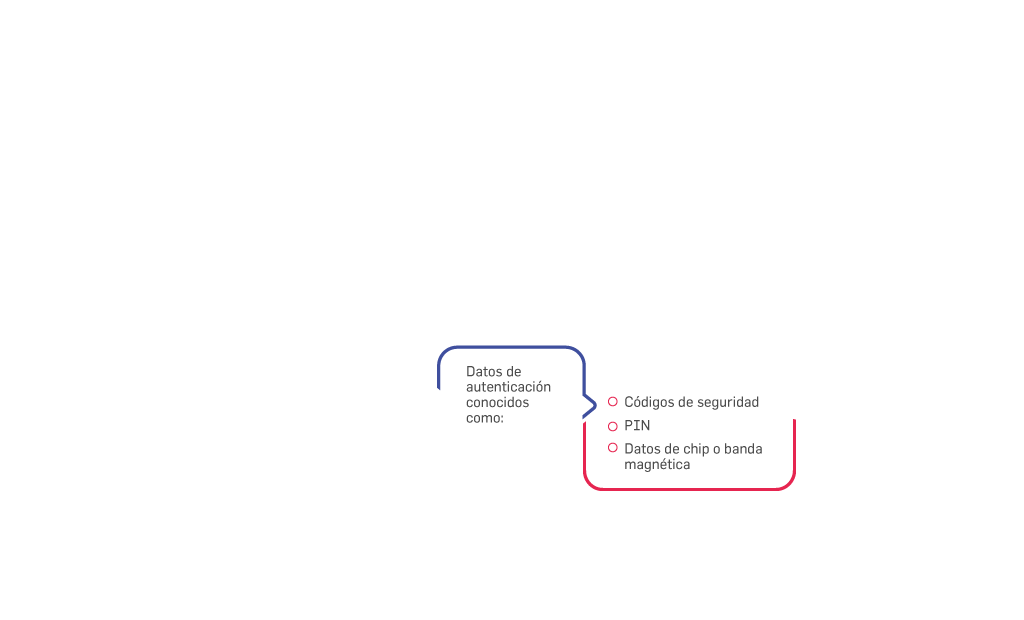 Datos de
autenticación
conocidos
como:
Códigos de seguridad
PIN
Datos de chip o banda
magnética